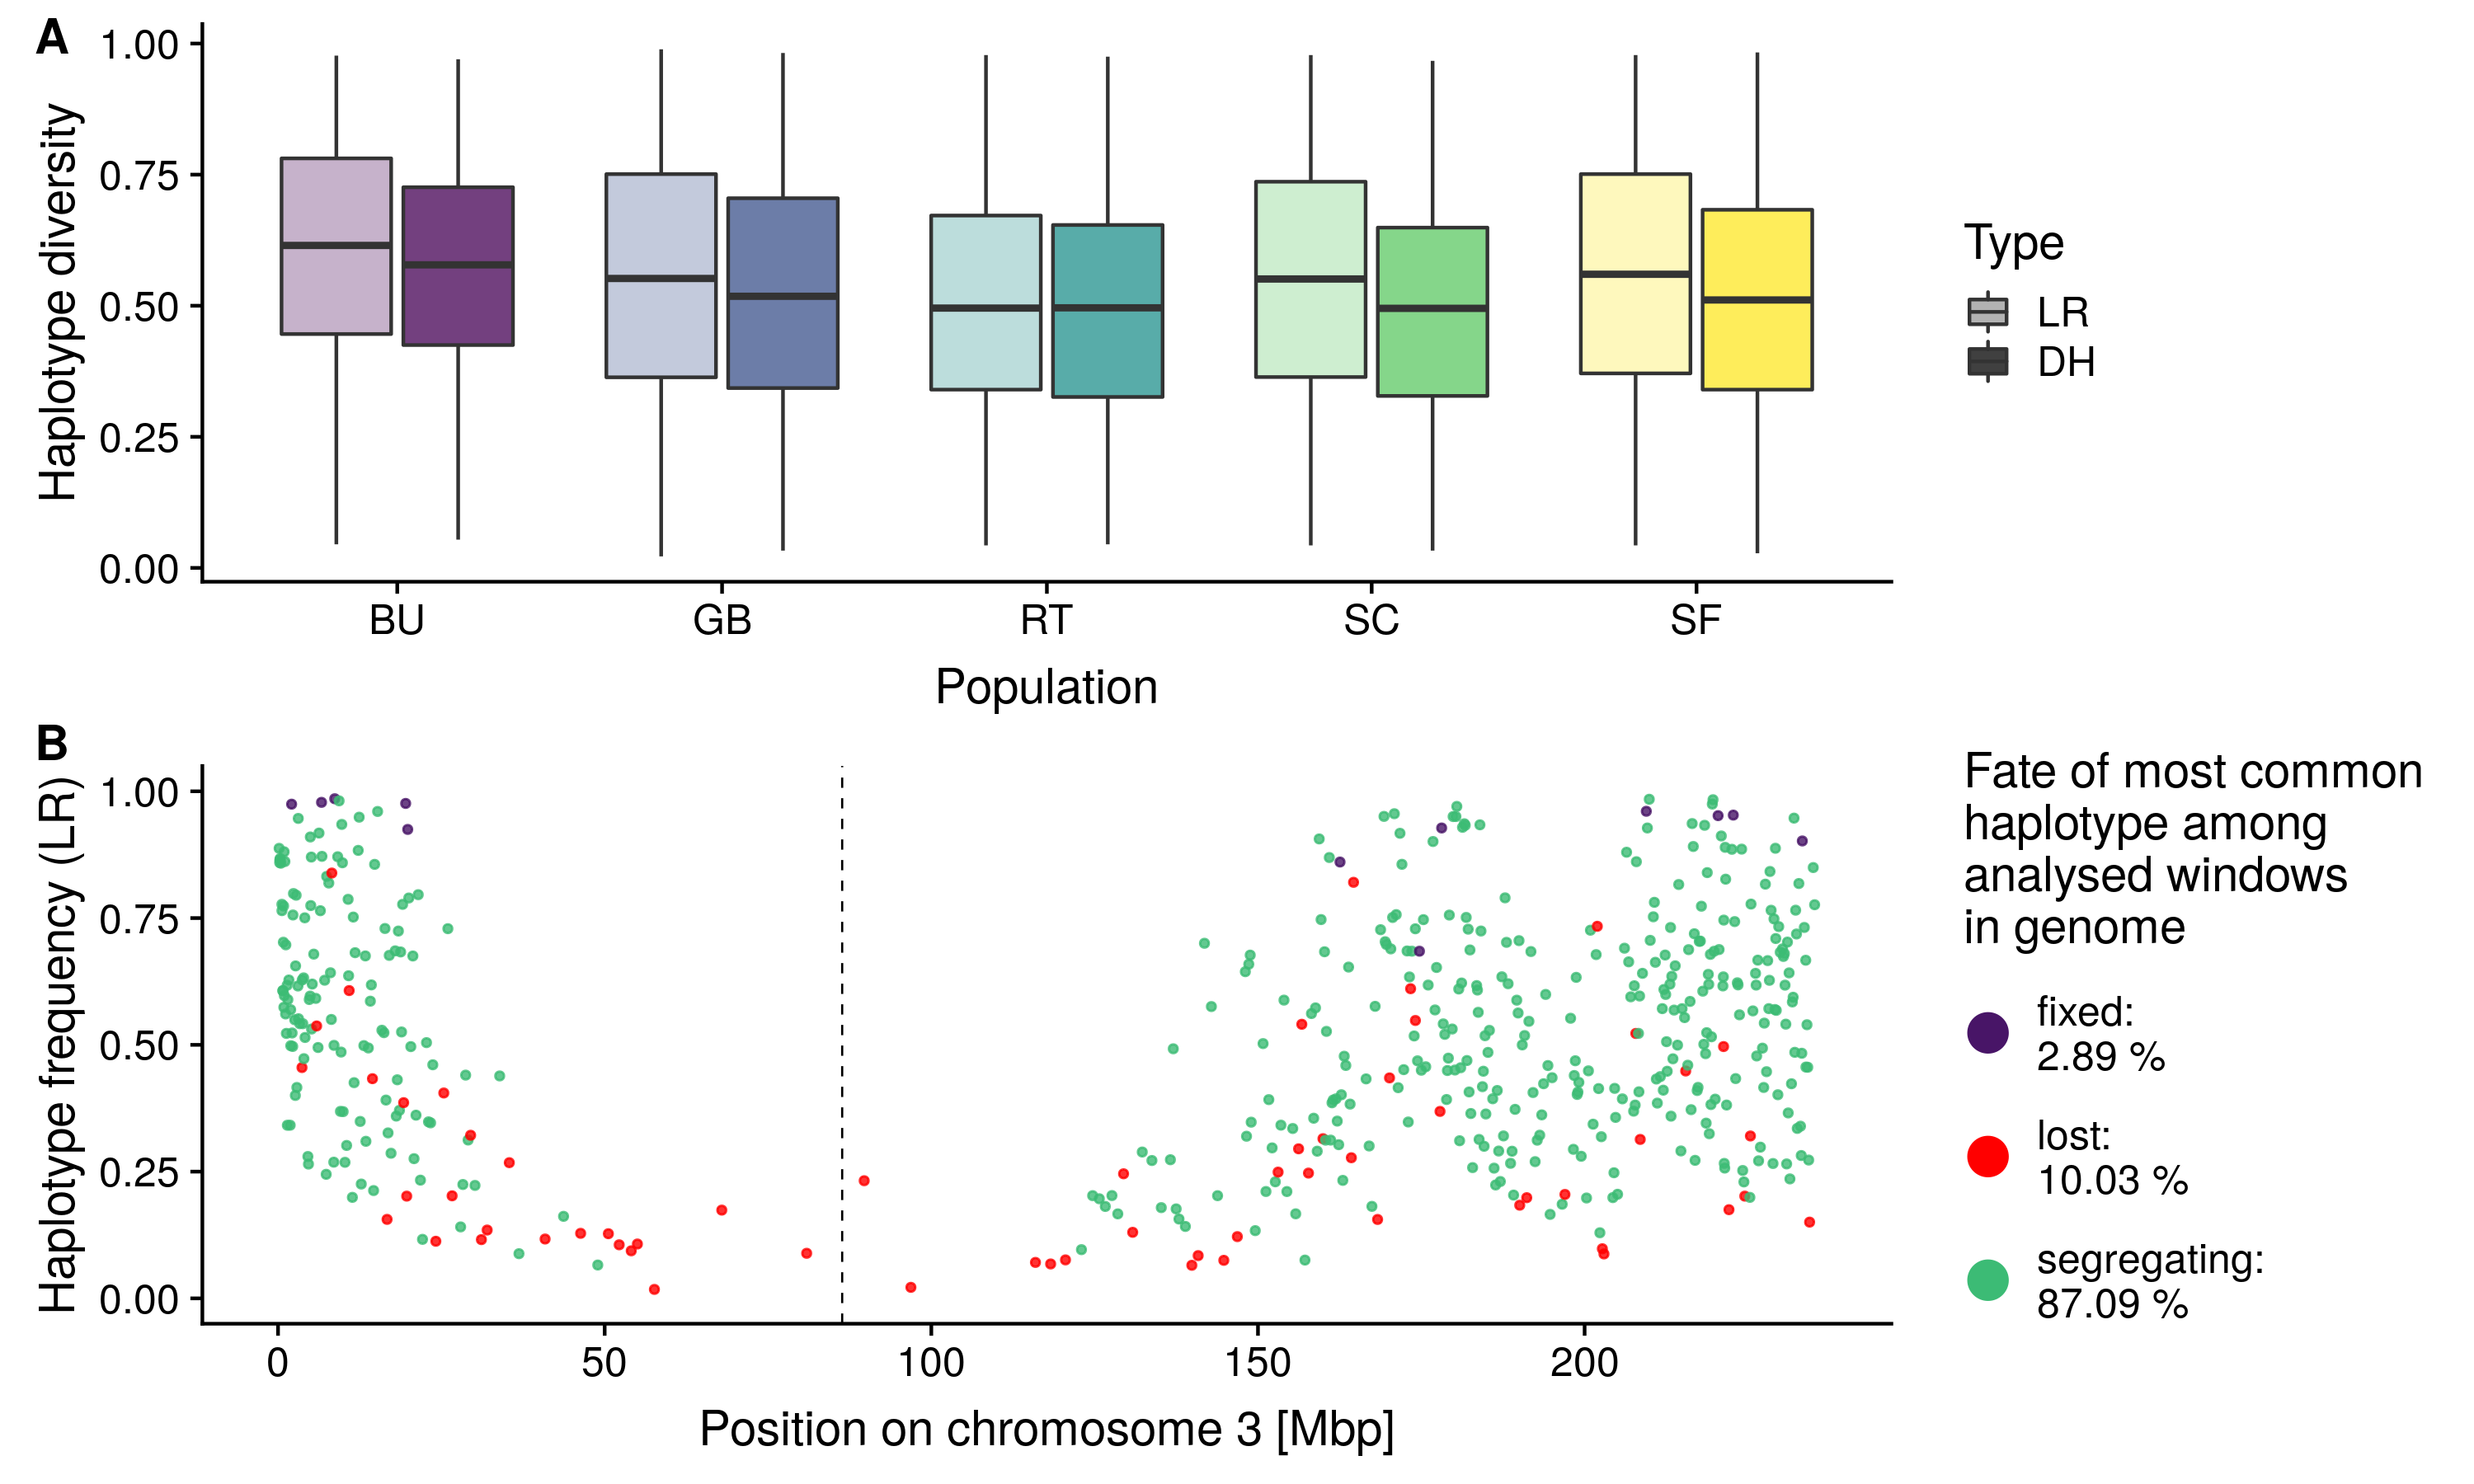 A
1.00
0.75
0.50
0.25
0.00
Haplotype diversity
BU GB RT SC SF
Population
Type
LR
DH
B
1.00
0.75
0.50
0.25
0.00
Haplotype frequency (LR)
0 50 100 150 200
Position on chromosome 3 [Mbp]
Fate of most common
haplotype among
analysed windows
in genome
fixed:
2.89 %
lost:
10.03 %
segregating:
87.09 %